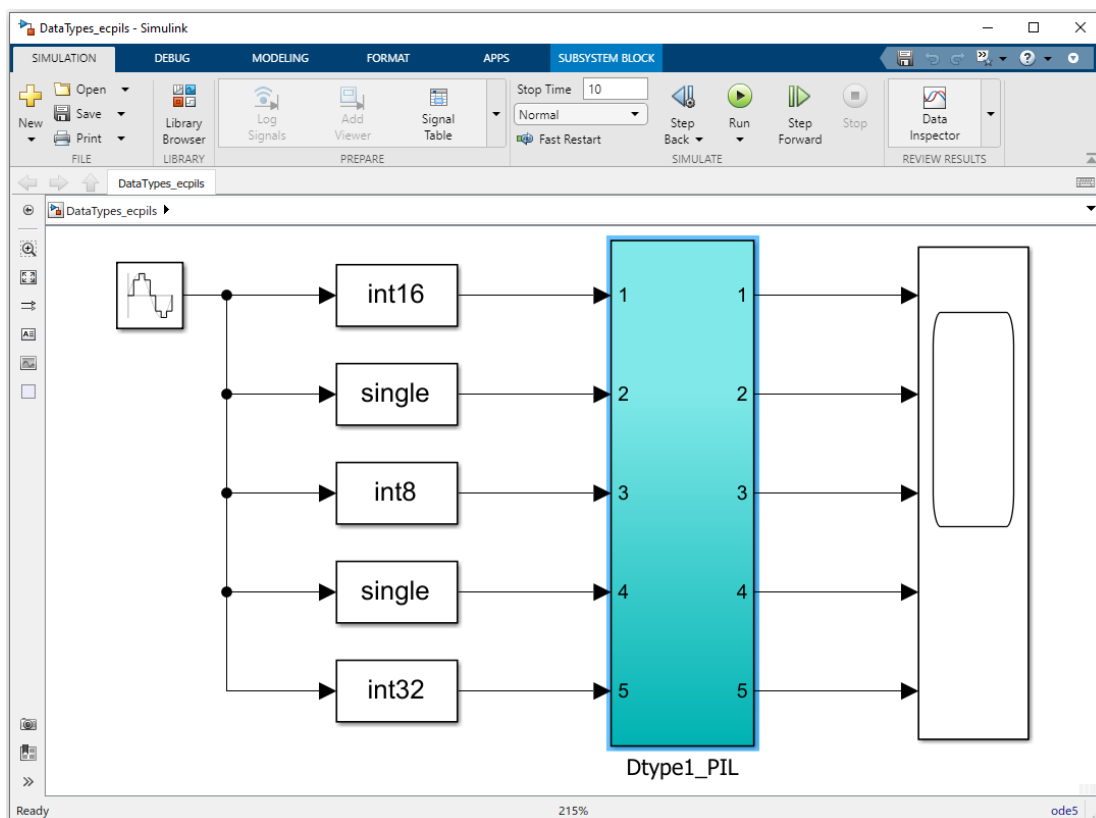 DataTypes_ecpils - Simulink
SIMULATION DEBUG MODELING FORMAT APPS SUBSYSTEM BLOCK
New
Open
Save
Print
FILE
Library
Browser
LIBRARY
Log
Signals
Add
Viewer
Signal
Table
PREPARE
Stop Time 10
Normal
Fast Restart
Step
Back
Run
Step
Forward
Stop
SIMULATE
Data
Inspector
REVIEW RESULTS
DataTypes_ecpils
DataTypes_ecpils
int16 1 1
single 2 2
int8 3 3
single 4 4
int32 5 5
Dtype1_PIL
Ready 215% ode5